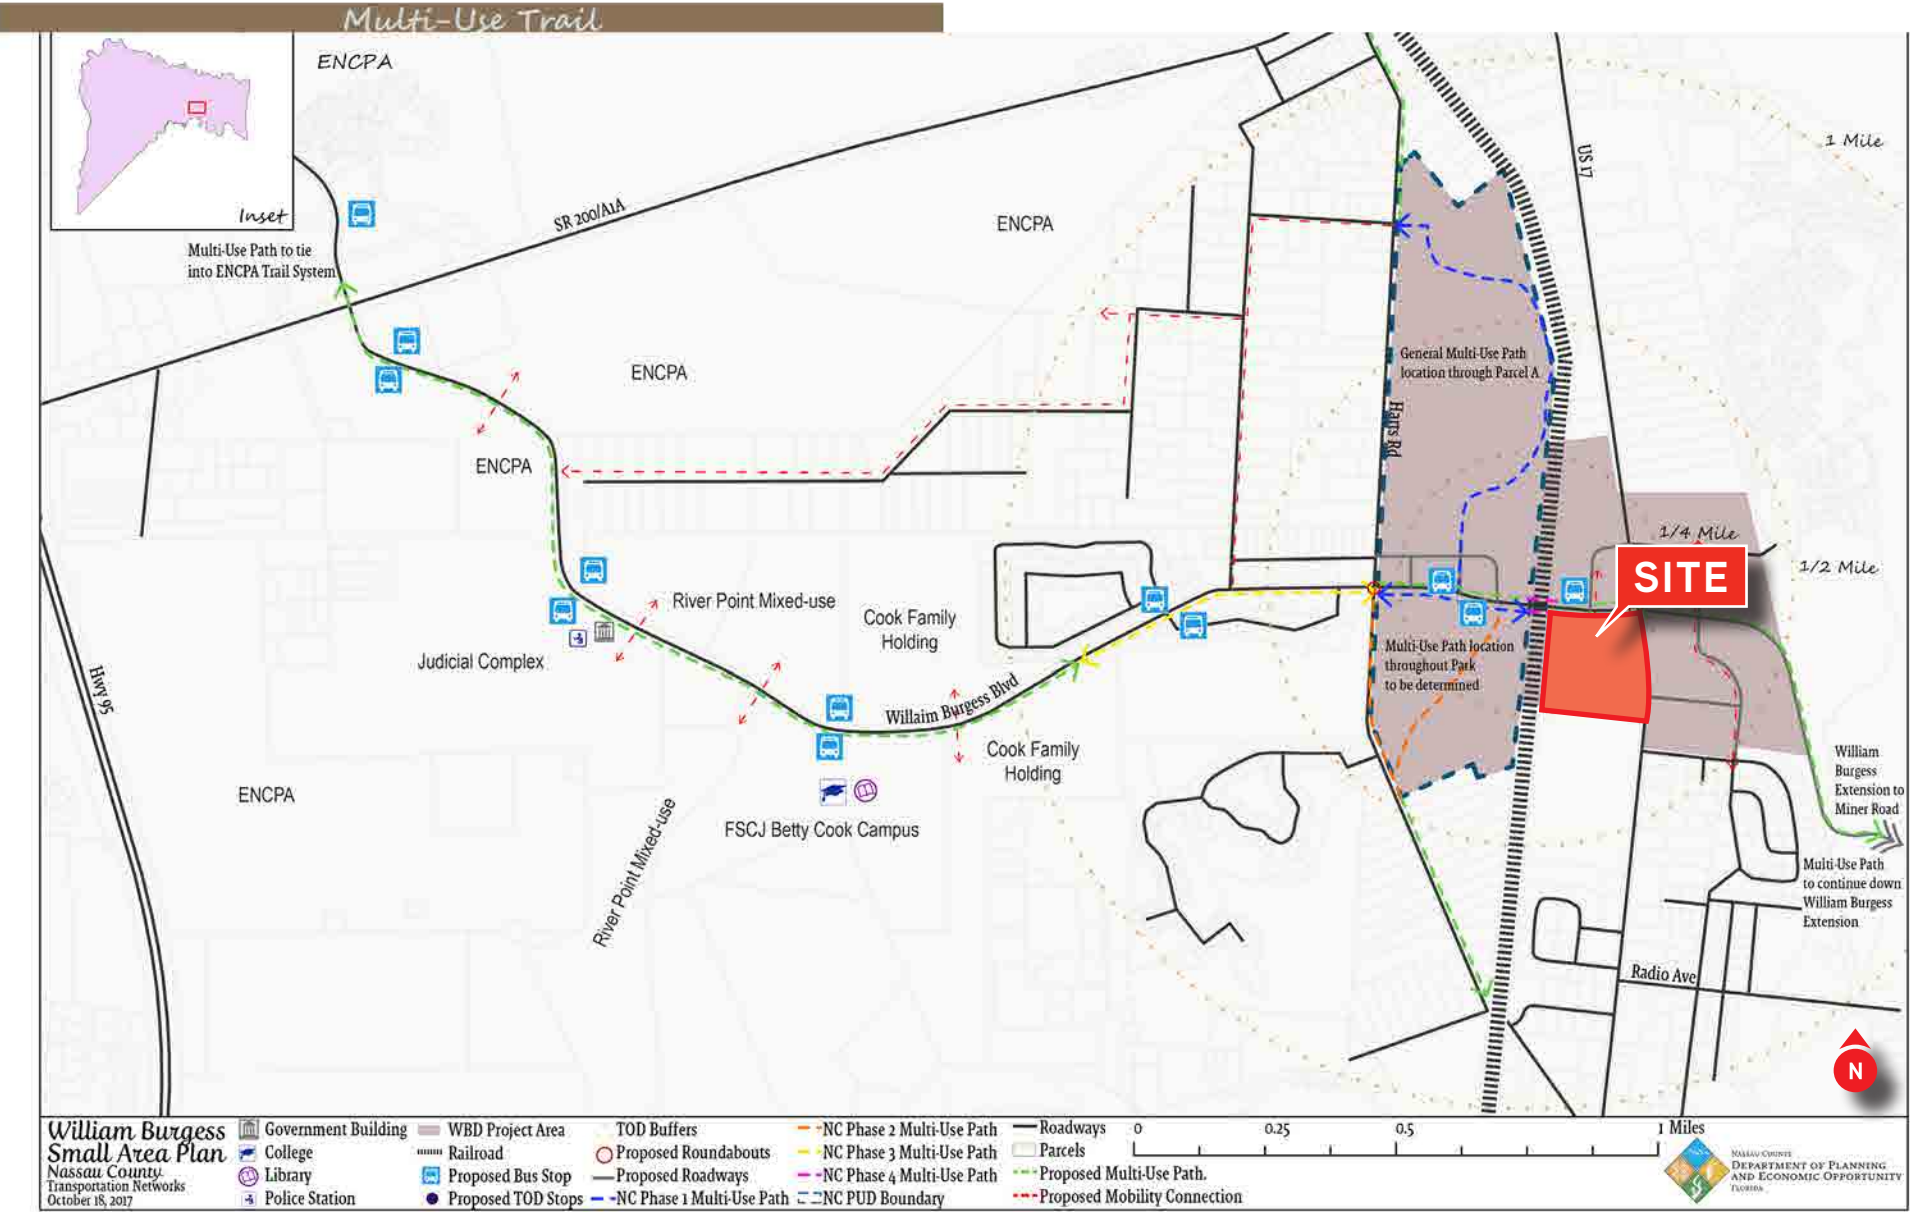 Multi-Use Trail
ENCPA
Inset
Multi-Use Path to tie
into ENCPA Trail System
SR 200/A1A
ENCPA
US 17
1 Mile
ENCPA
General Multi-Use Path
location through Parcel A
Harts Rd
ENCPA
1/4 Mile
1/2 Mile
SITE
River Point Mixed-use
Cook Family
Holding
Judicial Complex
Multi-Use Path location
throughout Park
to be determined
Hwy 95
Willaim Burgess Blvd
Cook Family
Holding
ENCPA
River Point Mixed-use
FSCJ Betty Cook Campus
William
Burgess
Extension to
Miner Road
Multi-Use Path
to continue down
William Burgess
Extension
Radio Ave
N
William Burgess
Small Area Plan
Nassau County
Transportation Networks
October 18, 2017
Government Building
College
Library
Police Station
WBD Project Area
Railroad
Proposed Bus Stop
Proposed TOD Stops
TOD Buffers
Proposed Roundabouts
Proposed Roadways
NC Phase 1 Multi-Use Path
NC Phase 2 Multi-Use Path
NC Phase 3 Multi-Use Path
NC Phase 4 Multi-Use Path
NC PUD Boundary
Roadways
Parcels
Proposed Multi-Use Path.
Proposed Mobility Connection
0 0.25 0.5 1 Miles
NASSAU COUNTY
DEPARTMENT OF PLANNING
AND ECONOMIC OPPORTUNITY
FLORIDA